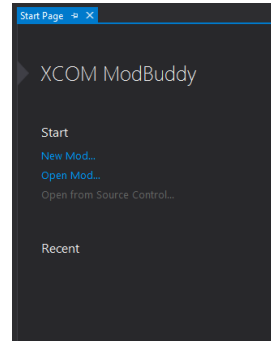 Start Page
XCOM ModBuddy
Start
New Mod...
Open Mod...
Open from Source Control...
Recent